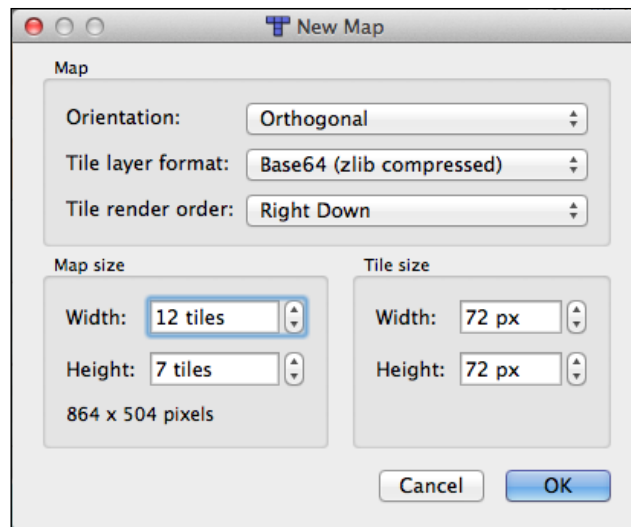 New Map
Map
Orientation: Orthogonal
Tile layer format: Base64 (zlib compressed)
Tile render order: Right Down
Map size
Width: 12 tiles
Height: 7 tiles
864 x 504 pixels
Tile size
Width: 72 px
Height: 72 px
Cancel OK